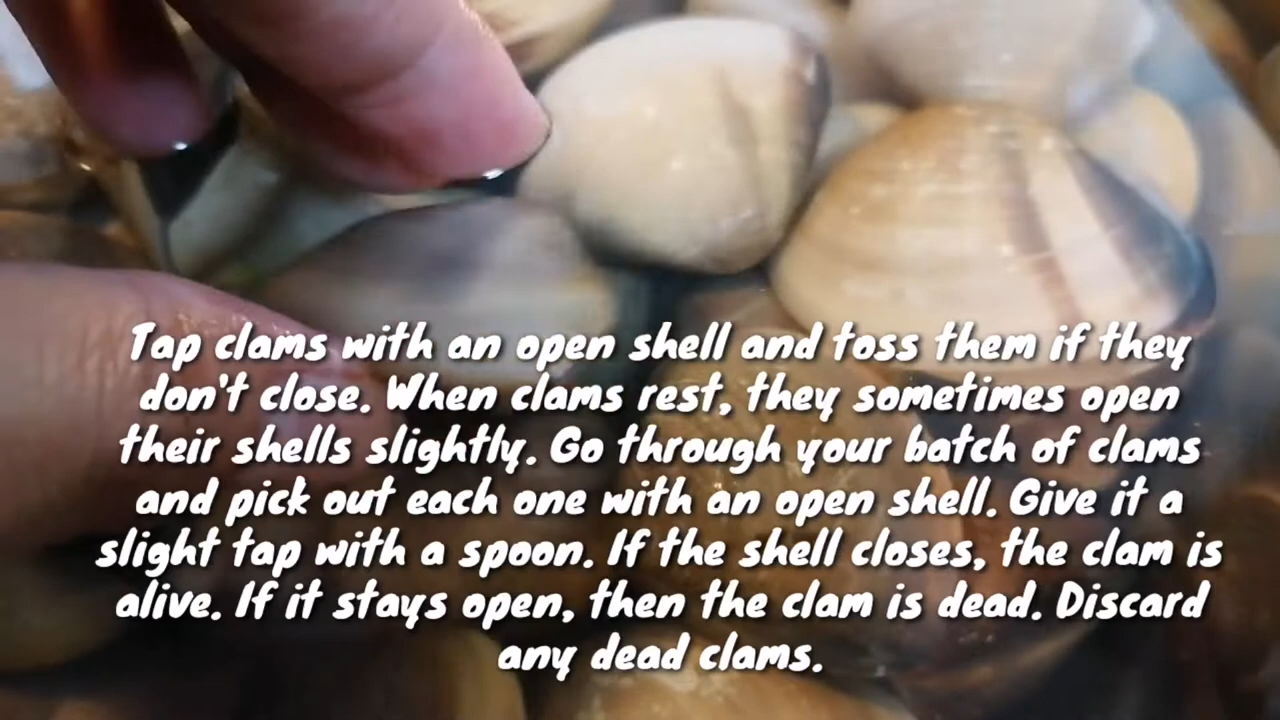 Tap clams with an open shell and toss them if they
don't close. When clams rest, they sometimes open
their shells slightly. Go through your batch of clams
and pick out each one with an open shell. Give it a
slight tap with a spoon. If the shell closes, the clam is
alive. If it stays open, then the clam is dead. Discard
any dead clams.